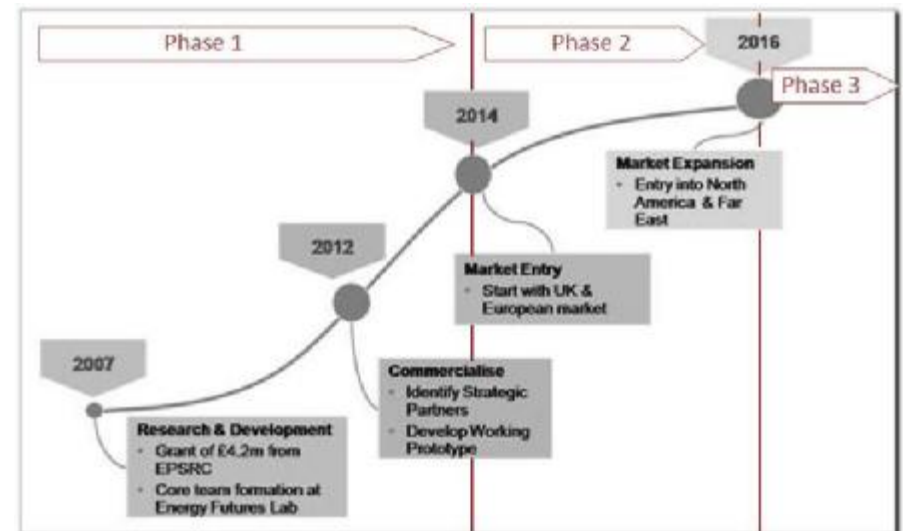 Phase 1
Phase 2
2016
Phase 3
2014
Market Expansion
• Entry into North
America & Far
East
2012
Market Entry
• Start with UK &
European market
2007
Commercialise
• Identify Strategic
Partners
• Develop Working
Prototype
Research & Development
• Grant of £4.2m from
EPSRC
• Core team formation at
Energy Futures Lab